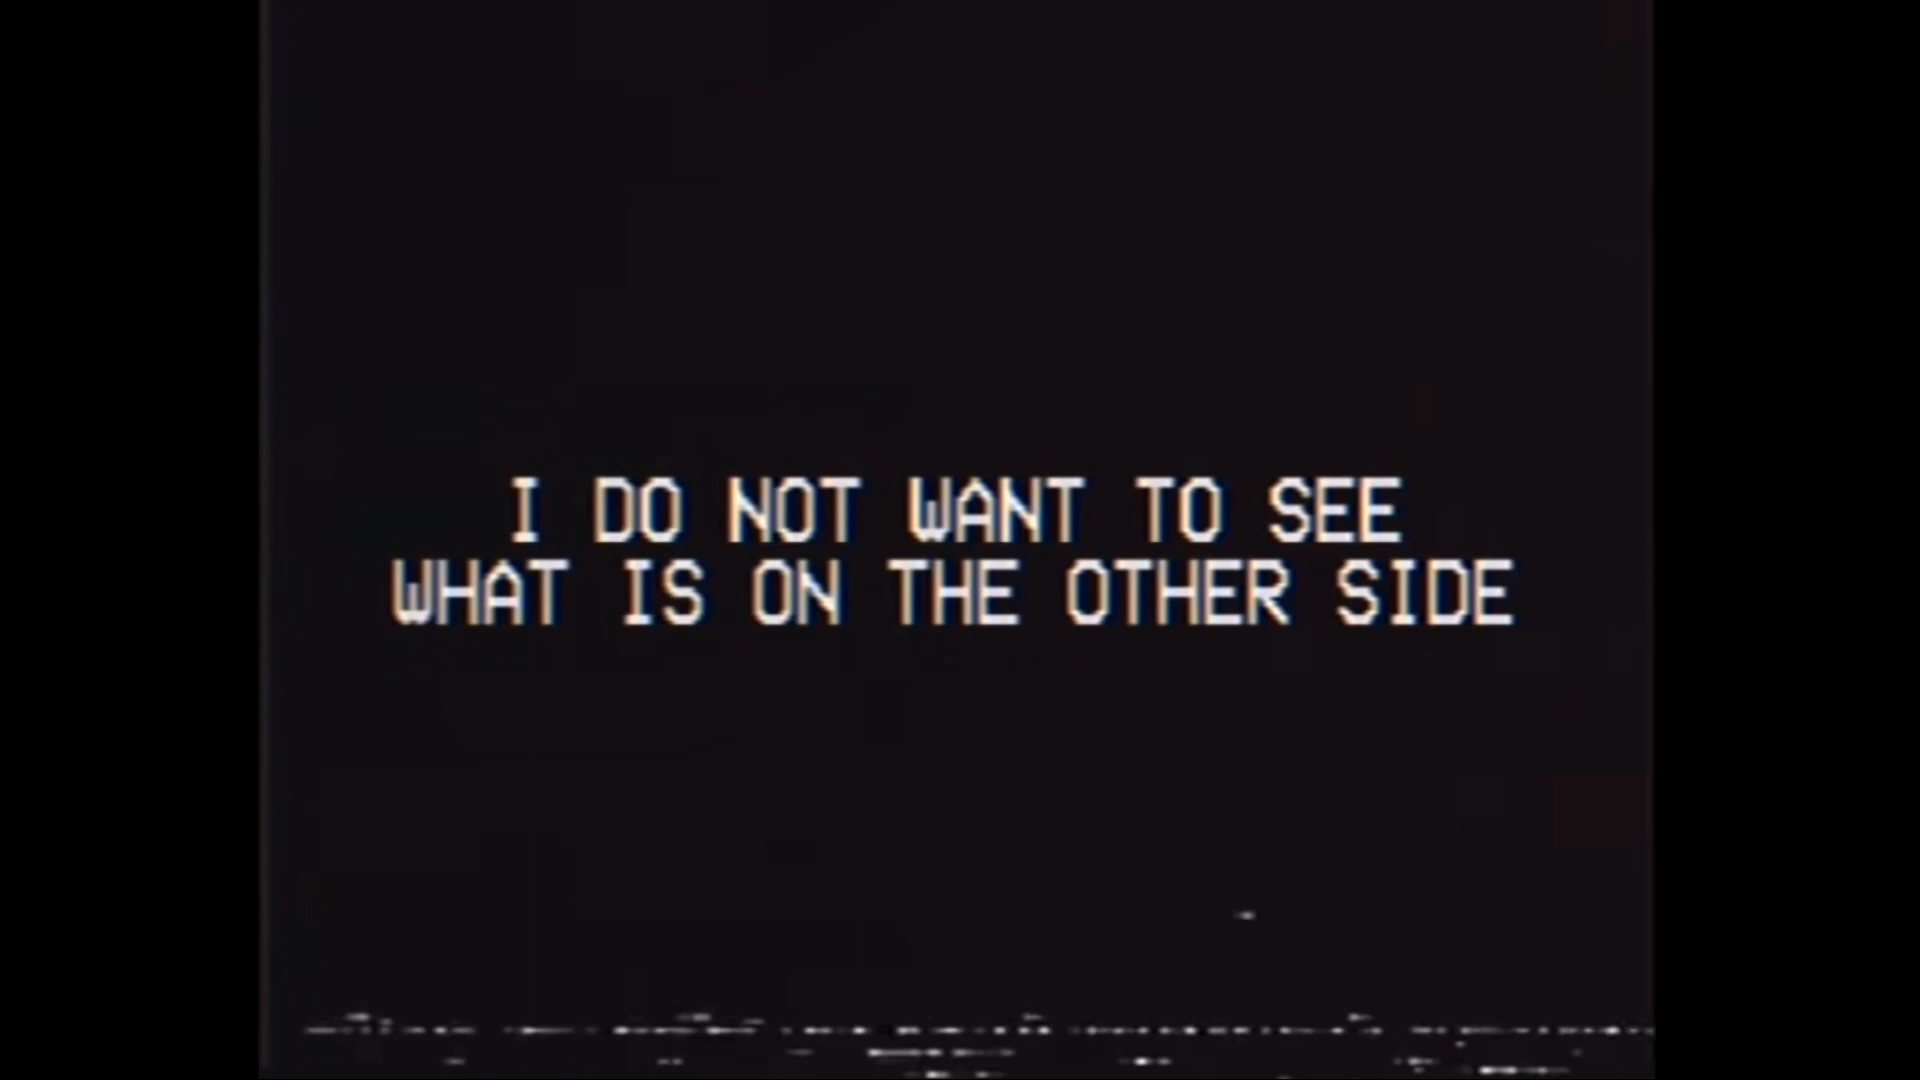 I DO NOT WANT TO SEE
WHAT IS ON THE OTHER SIDE